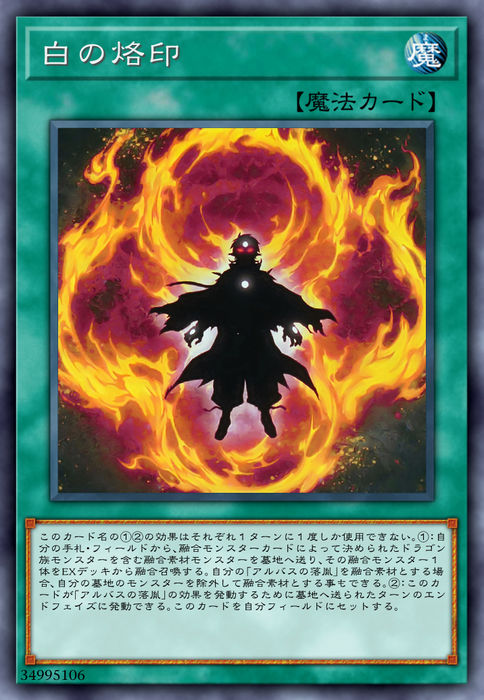 白の烙印
魔
【魔法カード】
このカード名の①②の効果はそれぞれ１ターンに１度しか使用できない。①：自
分の手札・フィールドから、融合モンスターカードによって決められたドラゴン
族モンスターを含む融合素材モンスターを墓地へ送り、その融合モンスター１
体をEXデッキから融合召喚する。自分の「アルバスの落胤」を融合素材とする場
合、自分の墓地のモンスターを除外して融合素材とする事もできる。②：このカ
ードが「アルバスの落胤」の効果を発動するために墓地へ送られたターンのエン
ドフェイズに発動できる。このカードを自分フィールドにセットする。
34995106